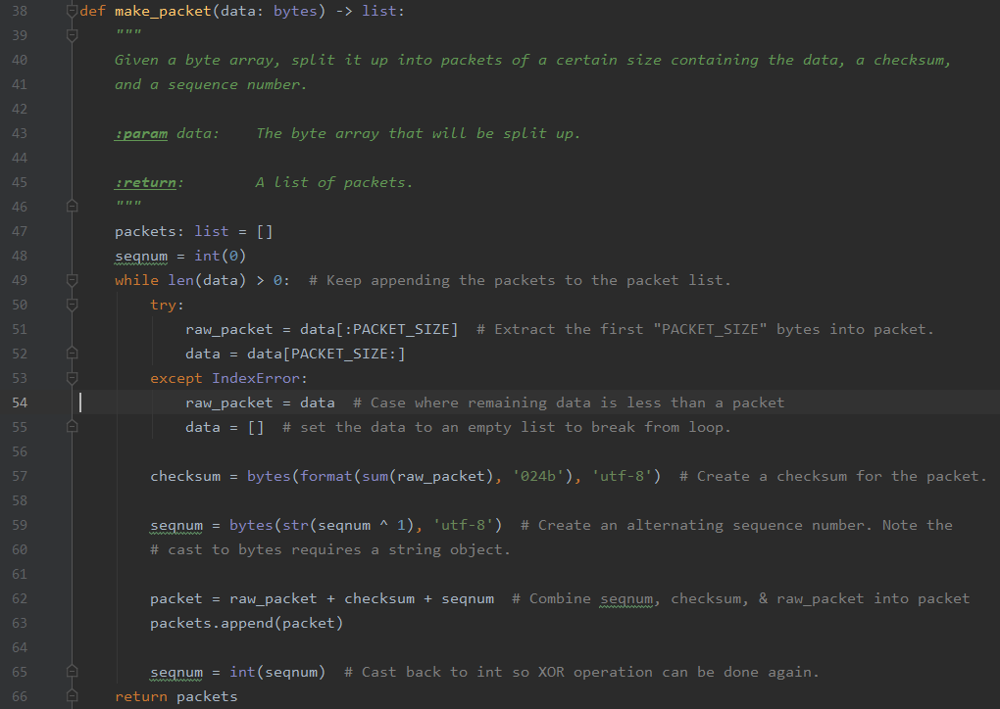 38 def make_packet(data: bytes) -> list:
39 """
40 Given a byte array, split it up into packets of a certain size containing the data, a checksum,
41 and a sequence number.
42
43 :param data: The byte array that will be split up.
44
45 :return: A list of packets.
46 """
47 packets: list = []
48 seqnum = int(0)
49 while len(data) > 0: # Keep appending the packets to the packet list.
50 try:
51 raw_packet = data[:PACKET_SIZE] # Extract the first "PACKET_SIZE" bytes into packet.
52 data = data[PACKET_SIZE:]
53 except IndexError:
54 raw_packet = data # Case where remaining data is less than a packet
55 data = [] # set the data to an empty list to break from loop.
56
57 checksum = bytes(format(sum(raw_packet), '024b'), 'utf-8') # Create a checksum for the packet.
58
59 seqnum = bytes(str(seqnum ^ 1), 'utf-8') # Create an alternating sequence number. Note the
60 # cast to bytes requires a string object.
61
62 packet = raw_packet + checksum + seqnum # Combine seqnum, checksum, & raw_packet into packet
63 packets.append(packet)
64
65 seqnum = int(seqnum) # Cast back to int so XOR operation can be done again.
66 return packets